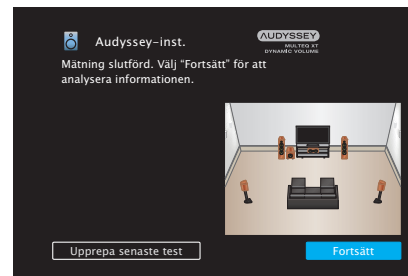 Audyssey-inst.
AUDYSSEY
MULTEQ XT
DYNAMIC VOLUME
Mätning slutförd. Välj “Fortsätt” för att
analysera informationen.
Upprepa senaste test
Fortsätt